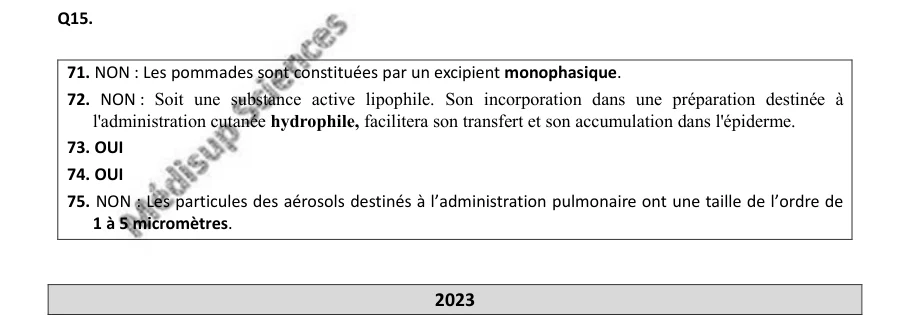 Q15.
71. NON : Les pommades sont constituées par un excipient monophasique.
72. NON : Soit une substance active lipophile. Son incorporation dans une préparation destinée à
l'administration cutanée hydrophile, facilitera son transfert et son accumulation dans l'épiderme.
73. OUI
74. OUI
75. NON : Les particules des aérosols destinés à l’administration pulmonaire ont une taille de l’ordre de
1 à 5 micromètres.
Médisup Sciences
2023